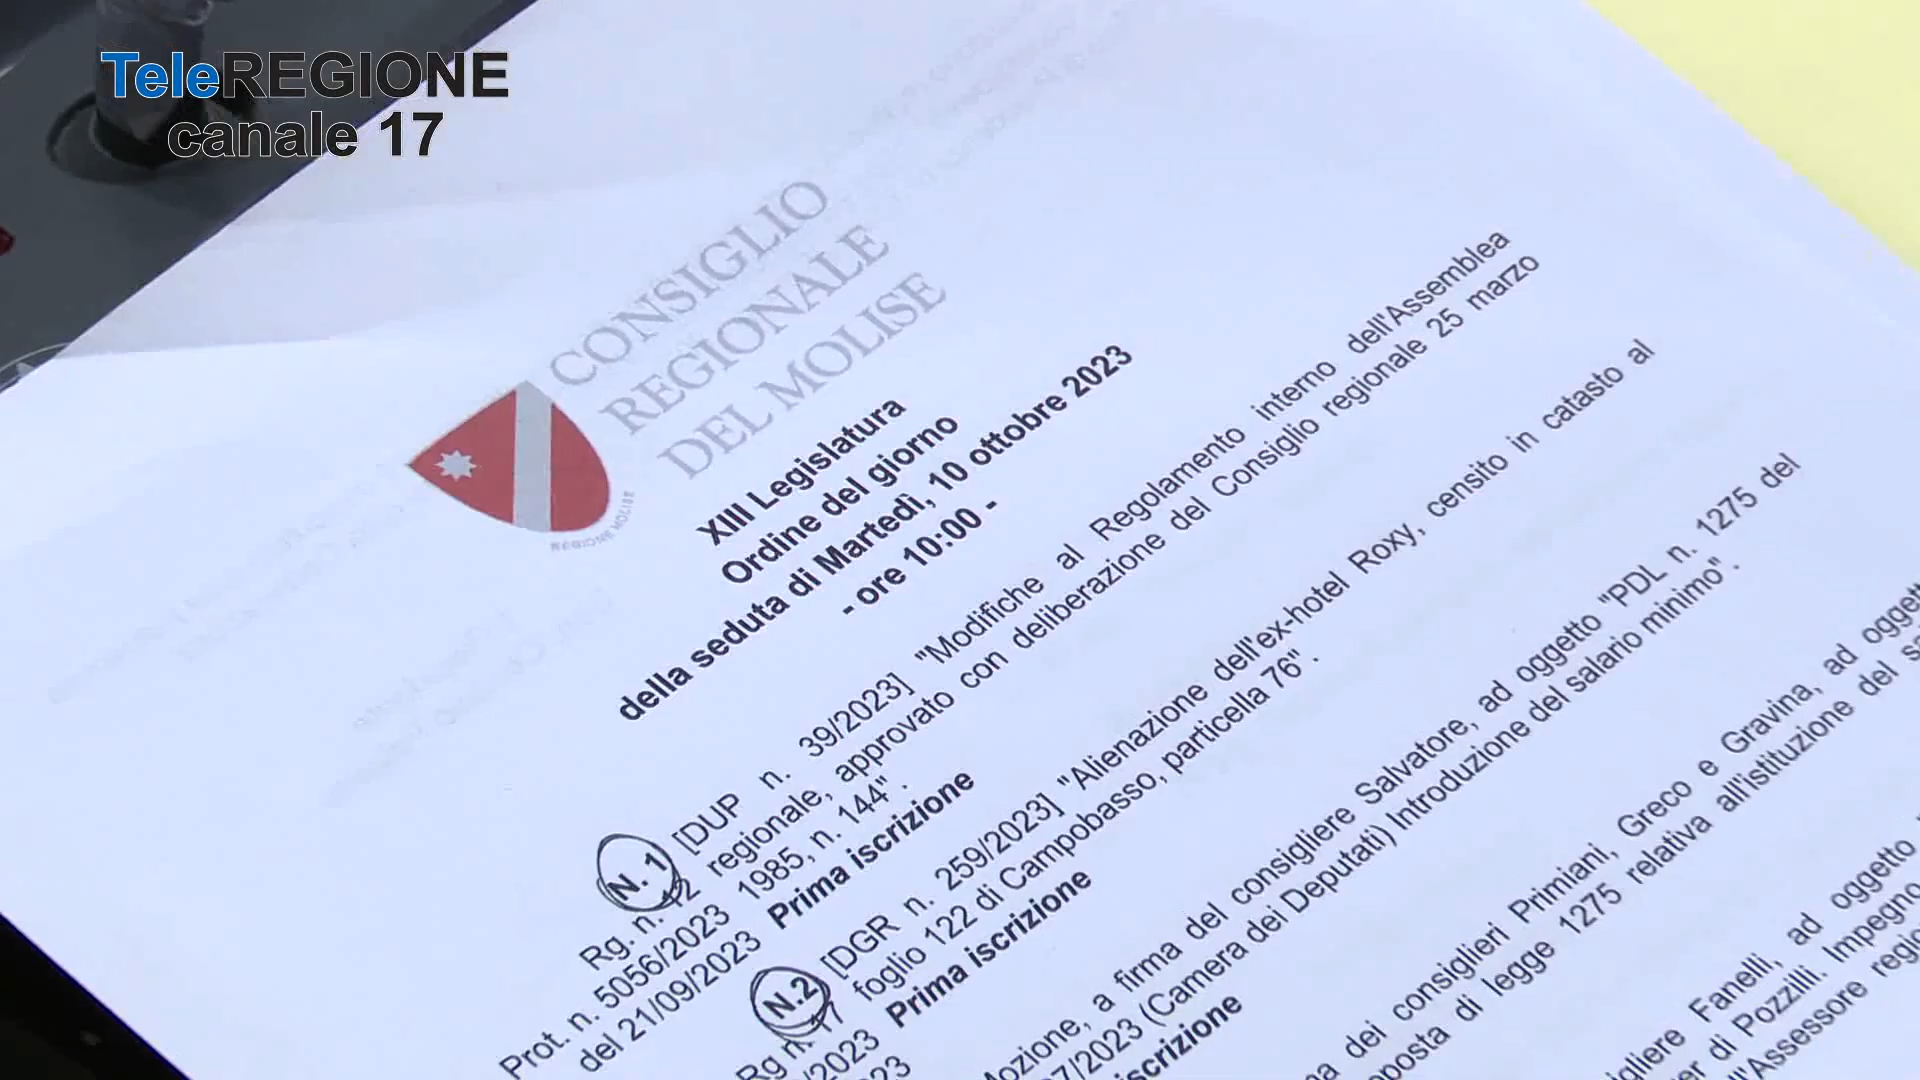 TeleREGIONE
canale 17
CONSIGLIO
REGIONALE
DEL MOLISE
REGIONE MOLISE
XIII Legislatura
Ordine del giorno
della seduta di Martedì, 10 ottobre 2023
- ore 10:00 -
N. 1
[DUP n. 39/2023] "Modifiche al Regolamento interno dell'Assemblea
regionale, approvato con deliberazione del Consiglio regionale 25 marzo
1985, n. 144".
Prima iscrizione
Rg. n. 12
Prot. n. 5056/2023
del 21/09/2023
N.2
[DGR n. 259/2023] "Alienazione dell'ex-hotel Roxy, censito in catasto al
foglio 122 di Campobasso, particella 76".
Prima iscrizione
Rg n. 17
/2023
Mozione, a firma del consigliere Salvatore, ad oggetto "PDL n. 1275 del
7/2023 (Camera dei Deputati) Introduzione del salario minimo".
iscrizione
dei consiglieri Primiani, Greco e Gravina, ad oggetto
posta di legge 1275 relativa all'istituzione del
igliere Fanelli, ad oggetto
er di Pozzilli. Impegno
l'Assessore